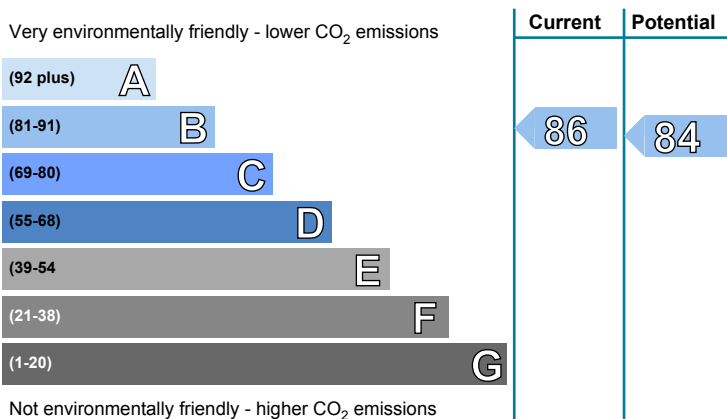 Very environmentally friendly - lower CO₂ emissions
Current
Potential
(92 plus) A
(81-91) B
(69-80) C
(55-68) D
(39-54 E
(21-38) F
(1-20) G
86
84
Not environmentally friendly - higher CO₂ emissions